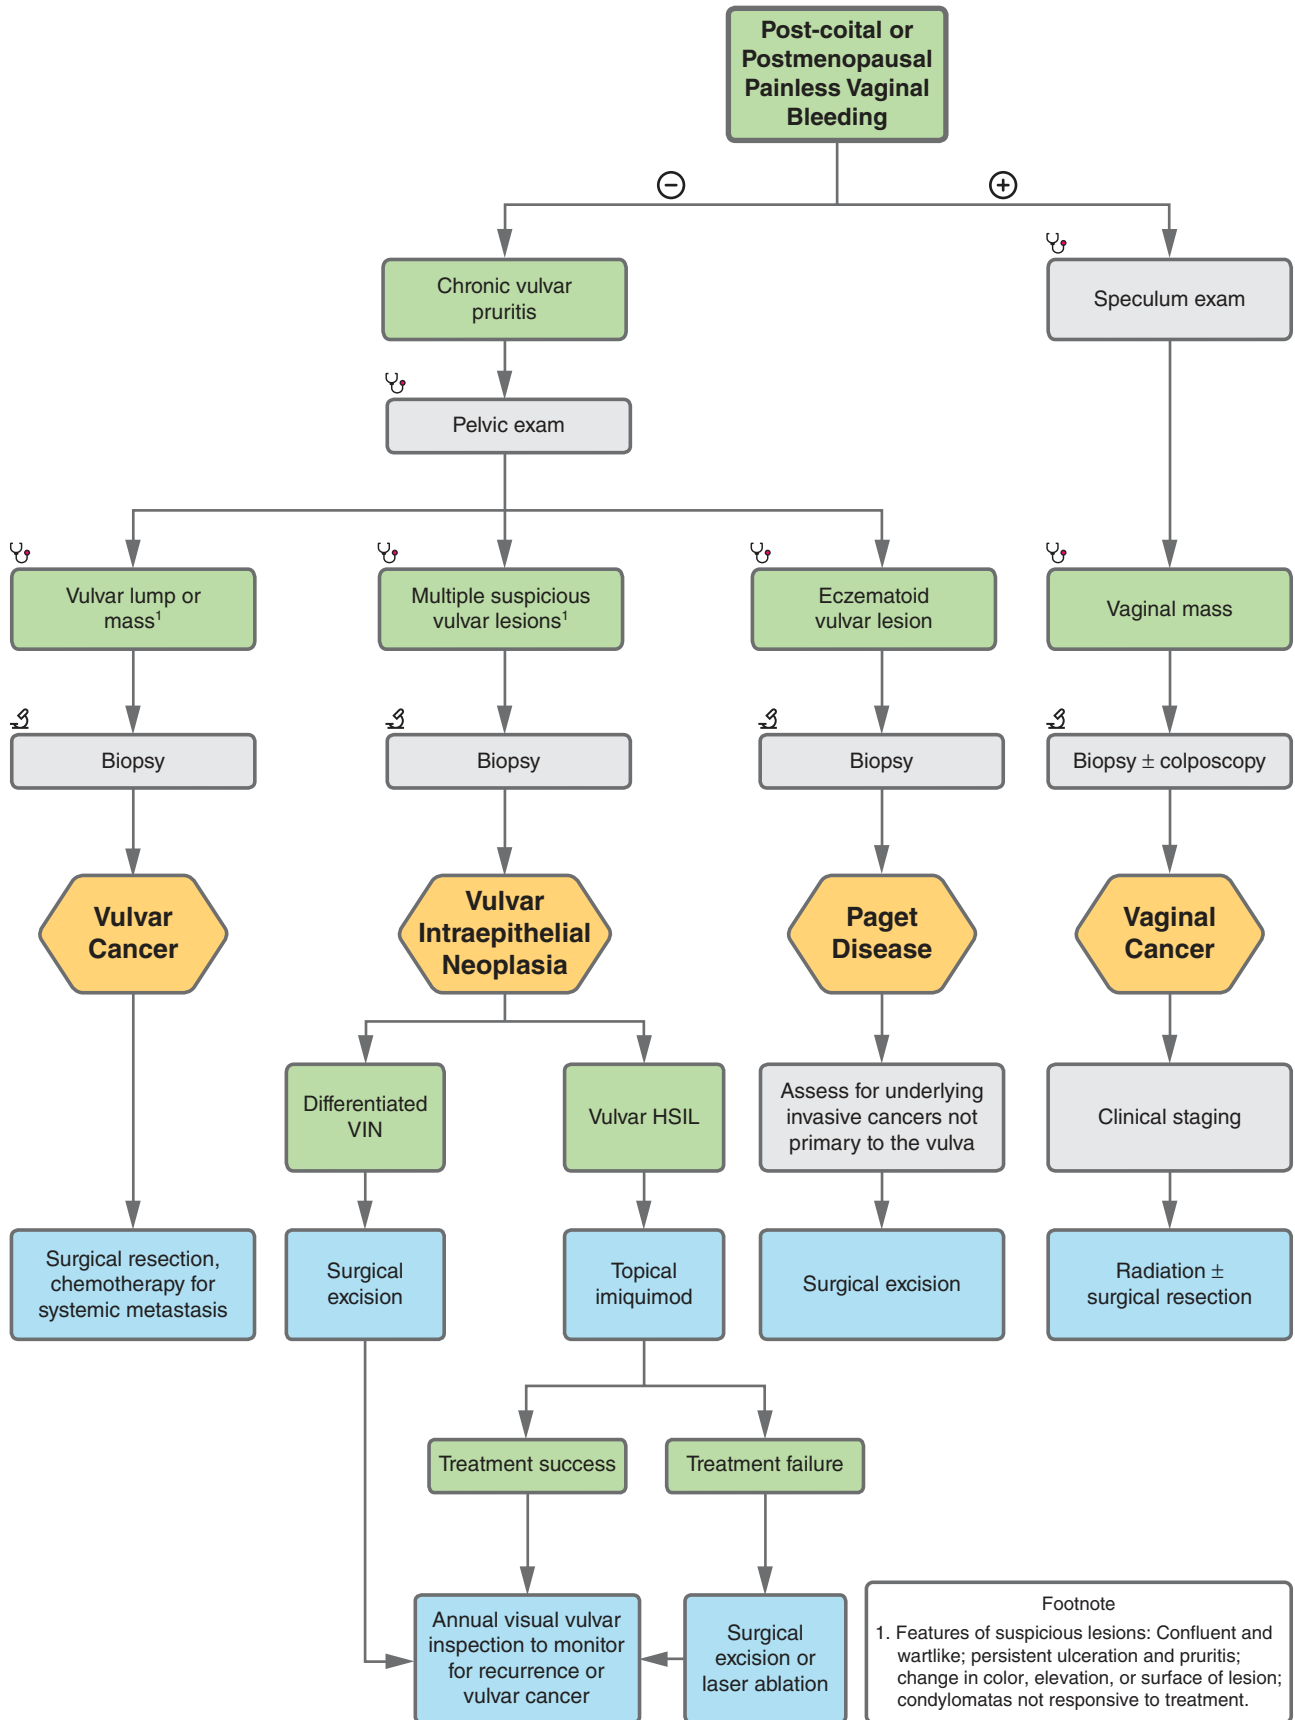 Post-coital or
Postmenopausal
Painless Vaginal
Bleeding
−
+
Chronic vulvar
pruritis
Speculum exam
Pelvic exam
Vulvar lump or
mass1
Multiple suspicious
vulvar lesions1
Eczematoid
vulvar lesion
Vaginal mass
Biopsy
Biopsy
Biopsy
Biopsy ± colposcopy
Vulvar
Cancer
Vulvar
Intraepithelial
Neoplasia
Paget
Disease
Vaginal
Cancer
Differentiated
VIN
Vulvar HSIL
Assess for underlying
invasive cancers not
primary to the vulva
Clinical staging
Surgical resection,
chemotherapy for
systemic metastasis
Surgical
excision
Topical
imiquimod
Surgical excision
Radiation ±
surgical resection
Treatment success
Treatment failure
Annual visual vulvar
inspection to monitor
for recurrence or
vulvar cancer
Surgical
excision or
laser ablation
Footnote
1. Features of suspicious lesions: Confluent and
wartlike; persistent ulceration and pruritis;
change in color, elevation, or surface of lesion;
condylomatas not responsive to treatment.